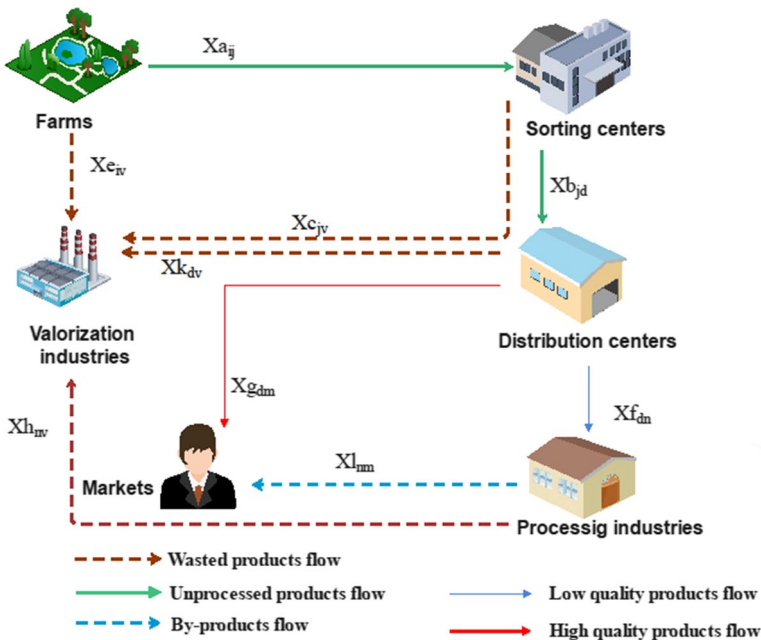 Xa_ij
Farms
Sorting centers
Xe_iv
Xb_jd
Xc_jv
Xk_dv
Valorization
industries
Distribution centers
Xg_dm
Xf_dn
Xh_nv
Xl_nm
Markets
Processig industries
Wasted products flow
Unprocessed products flow
Low quality products flow
By-products flow
High quality products flow